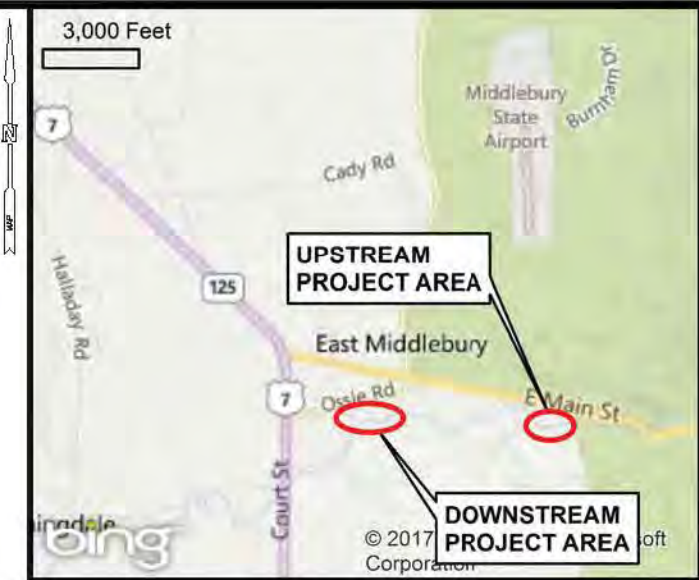 3,000 Feet
N
MAP
7
Middlebury
State
Airport
Burnham Dr
Cady Rd
Halladay Rd
125
UPSTREAM
PROJECT AREA
East Middlebury
7
Ossie Rd
E Main St
Court St
DOWNSTREAM
PROJECT AREA
bing
© 2017
Corporation